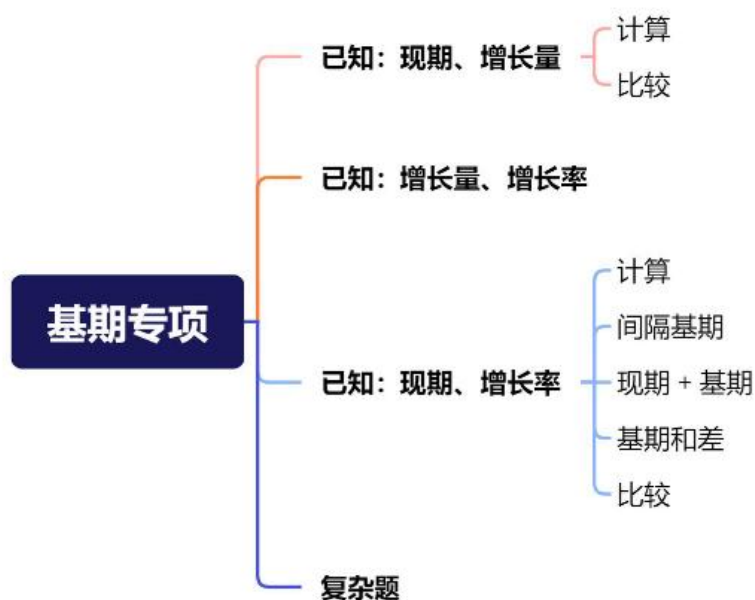 基期专项
已知：现期、增长量
计算
比较
已知：增长量、增长率
已知：现期、增长率
计算
间隔基期
现期 + 基期
基期和差
比较
复杂题